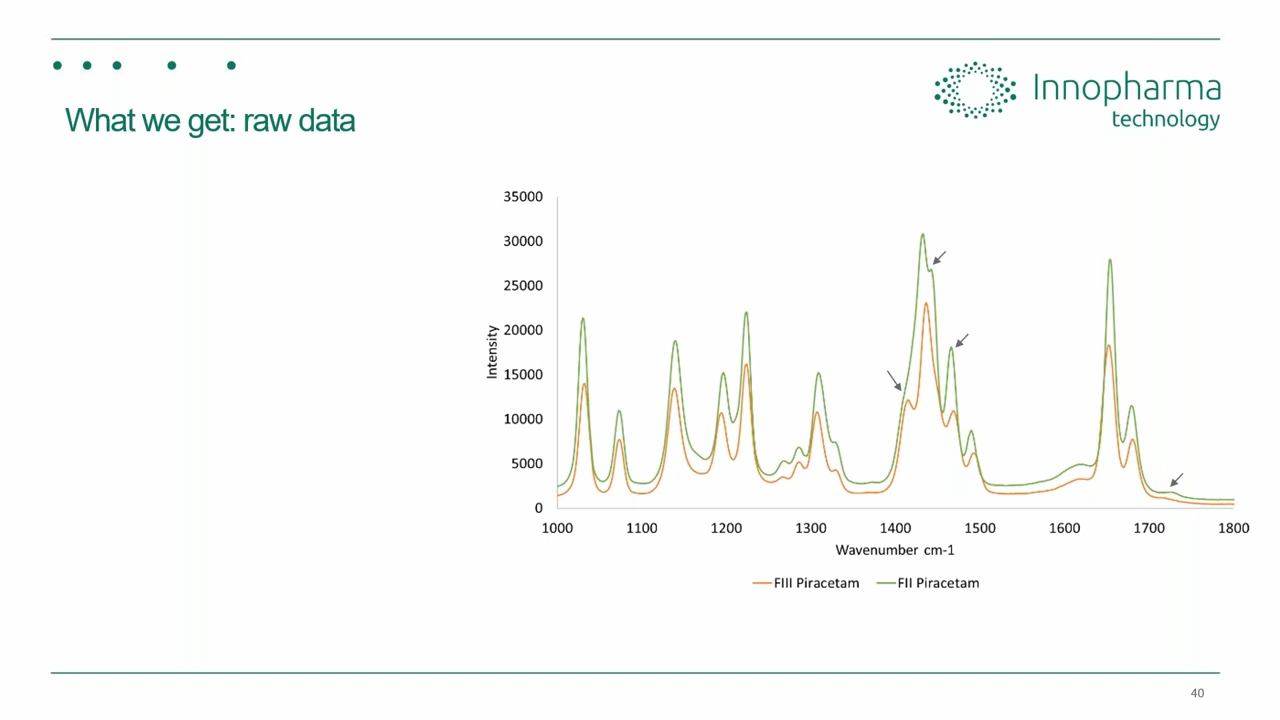 Innopharma
technology
What we get: raw data
35000
30000
25000
20000
15000
10000
5000
0
Intensity
1000 1100 1200 1300 1400 1500 1600 1700 1800
Wavenumber cm-1
FIII Piracetam FII Piracetam
40